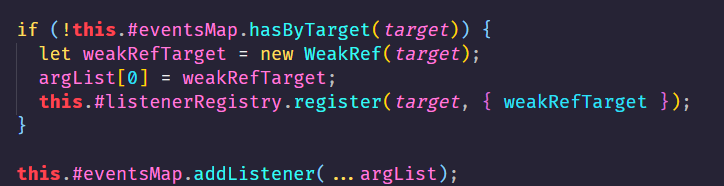 if (!this.#eventsMap.hasByTarget(target)) {
  let weakRefTarget = new WeakRef(target);
  argList[0] = weakRefTarget;
  this.#listenerRegistry.register(target, { weakRefTarget });
}
this.#eventsMap.addListener(...argList);